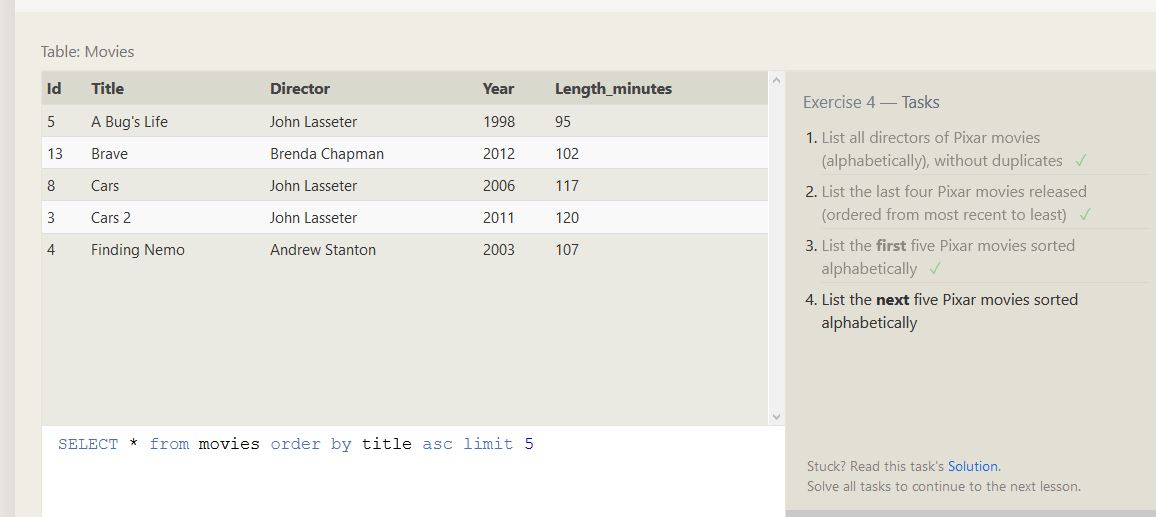 Table: Movies
Id Title Director Year Length_minutes
5 A Bug's Life John Lasseter 1998 95
13 Brave Brenda Chapman 2012 102
8 Cars John Lasseter 2006 117
3 Cars 2 John Lasseter 2011 120
4 Finding Nemo Andrew Stanton 2003 107
SELECT * from movies order by title asc limit 5
Exercise 4 — Tasks
1. List all directors of Pixar movies
(alphabetically), without duplicates ✓
2. List the last four Pixar movies released
(ordered from most recent to least) ✓
3. List the first five Pixar movies sorted
alphabetically ✓
4. List the next five Pixar movies sorted
alphabetically
Stuck? Read this task's Solution.
Solve all tasks to continue to the next lesson.